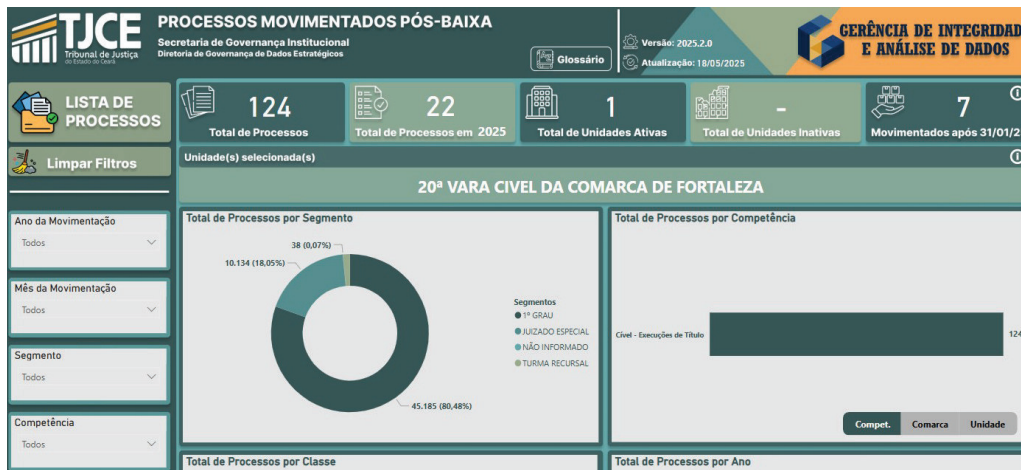 TJCE
Tribunal de Justiça
do Estado do Ceará
PROCESSOS MOVIMENTADOS PÓS-BAIXA
Secretaria de Governança Institucional
Diretoria de Governança de Dados Estratégicos
Glossário
Versão: 2025.2.0
Atualização: 18/05/2025
GERÊNCIA DE INTEGRIDAD
E ANÁLISE DE DADOS
LISTA DE
PROCESSOS
Limpar Filtros
124
Total de Processos
22
Total de Processos em 2025
1
Total de Unidades Ativas
-
Total de Unidades Inativas
7
Movimentados após 31/01/2
Unidade(s) selecionada(s)
20ª VARA CIVEL DA COMARCA DE FORTALEZA
Ano da Movimentação
Todos
Mês da Movimentação
Todos
Segmento
Todos
Competência
Todos
Total de Processos por Segmento
38 (0,07%)
10.134 (18,05%)
45.185 (80,48%)
Segmentos
1º GRAU
JUIZADO ESPECIAL
NÃO INFORMADO
TURMA RECURSAL
Total de Processos por Competência
Cível - Execuções de Título
124
Compet.
Comarca
Unidade
Total de Processos por Classe
Total de Processos por Ano